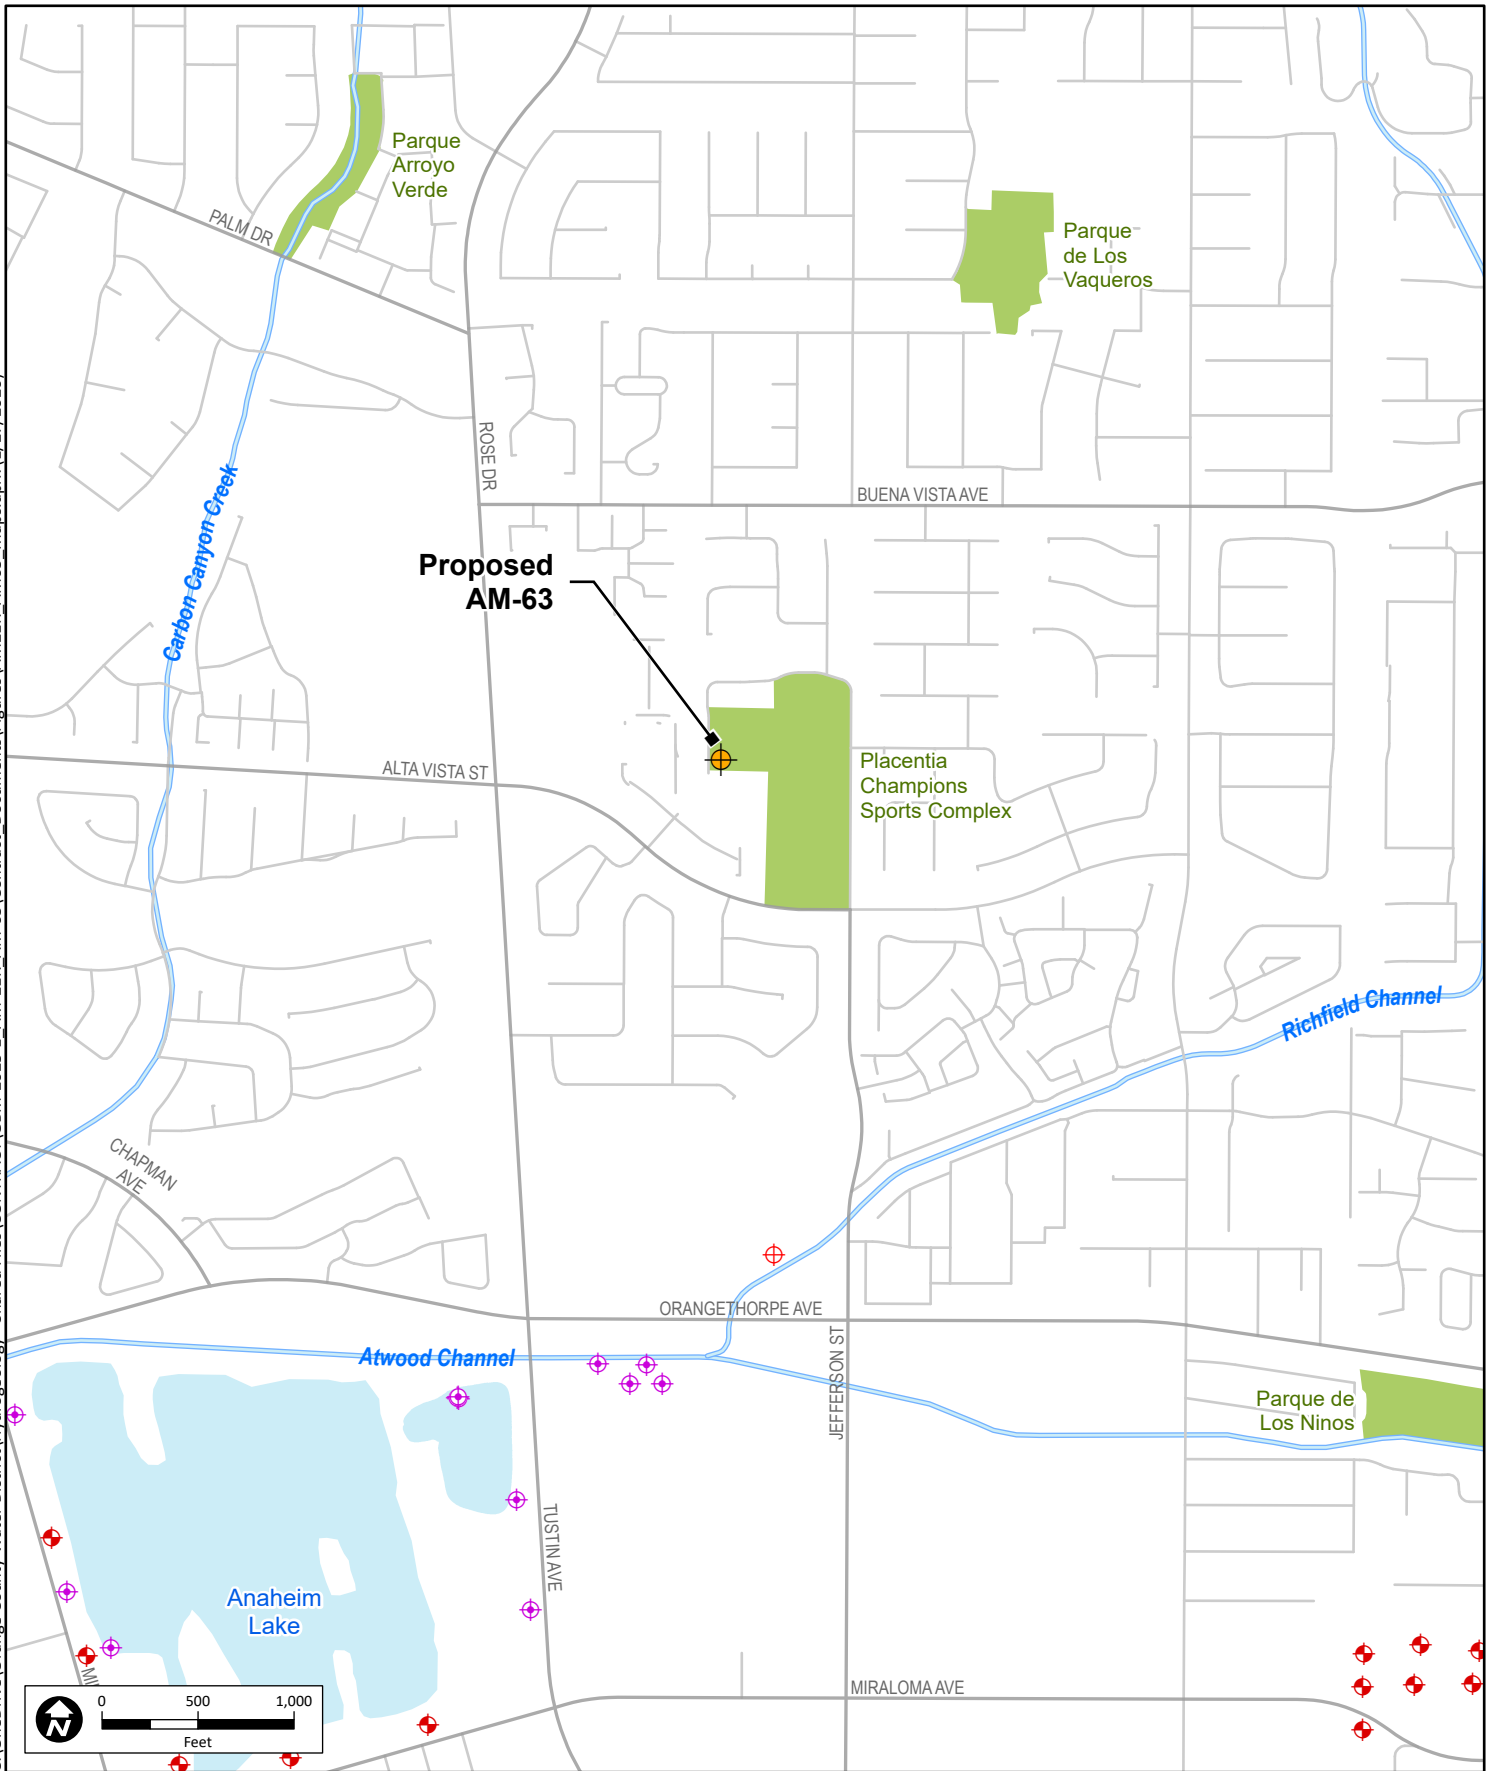 Parque
Arroyo
Verde
PALM DR
Parque
de Los
Vaqueros
ROSE DR
BUENA VISTA AVE
Carbon Canyon Creek
Proposed
AM-63
ALTA VISTA ST
Placentia
Champions
Sports Complex
Richfield Channel
CHAPMAN
AVE
ORANGETHORPE AVE
Atwood Channel
JEFFERSON ST
Parque de
Los Ninos
TUSTIN AVE
Anaheim
Lake
MIRALOMA AVE
N
0 500 1,000
Feet